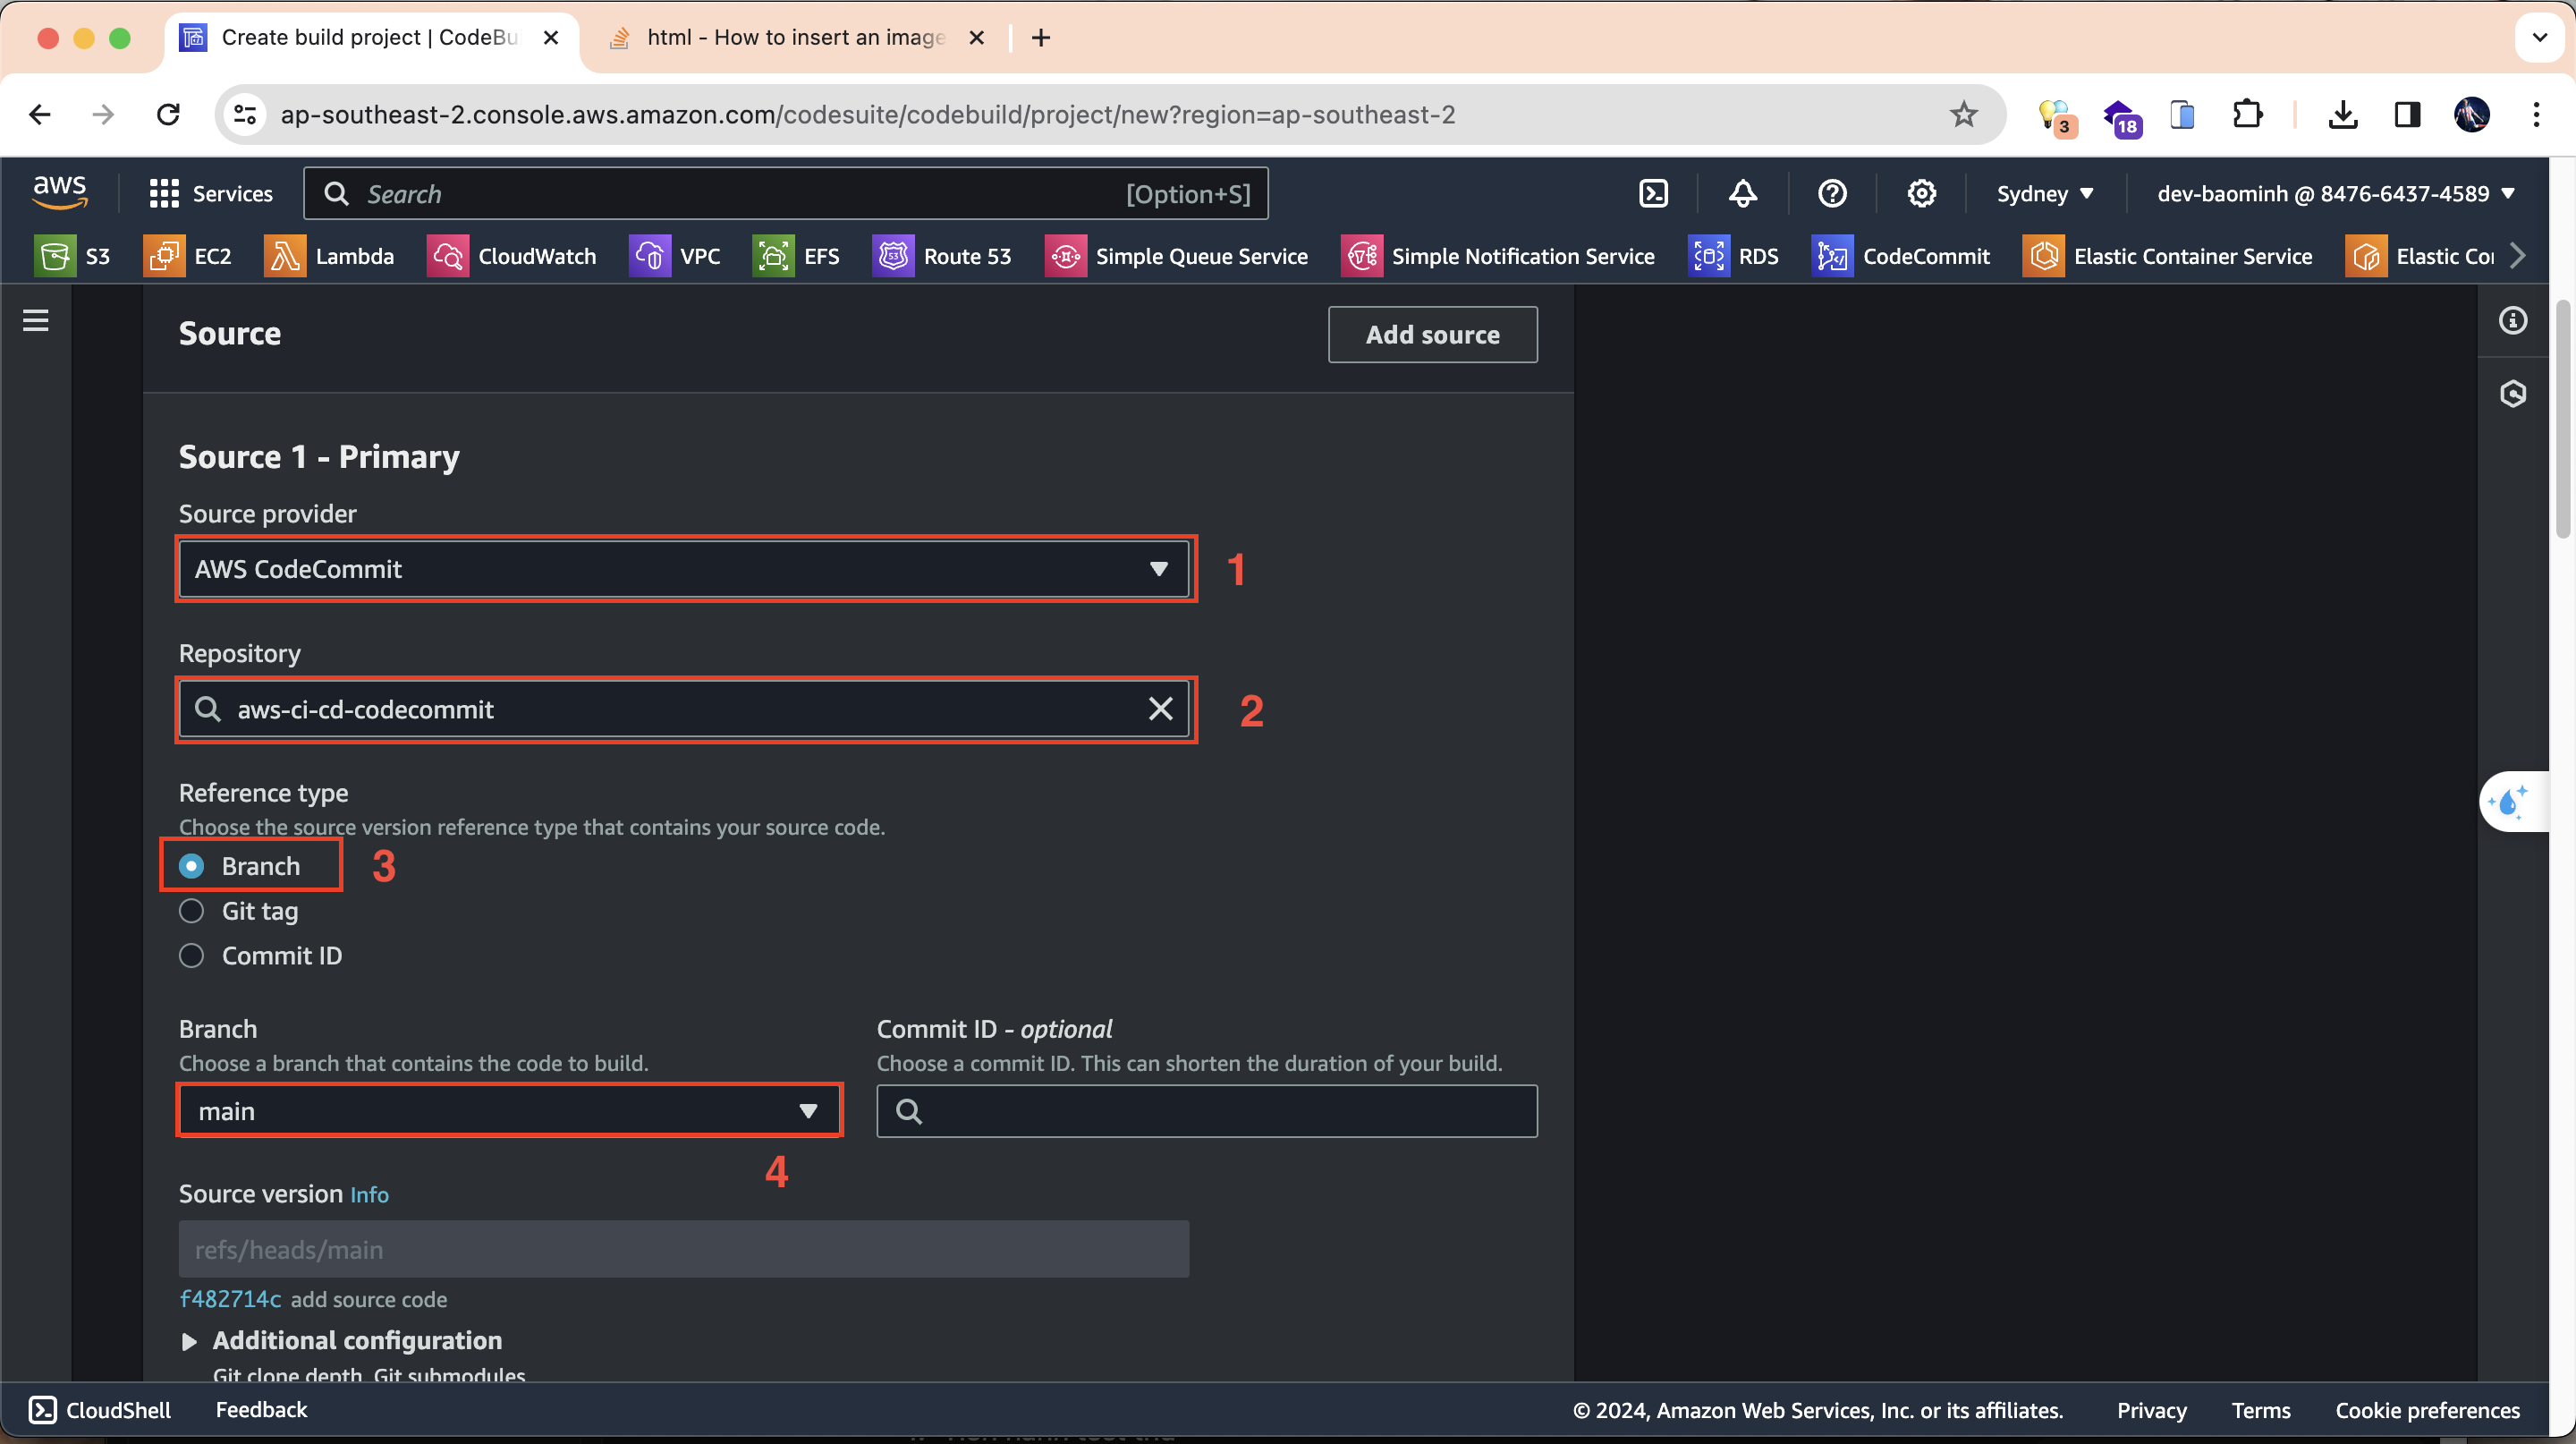 Create build project | CodeBu
html - How to insert an image
ap-southeast-2.console.aws.amazon.com/codesuite/codebuild/project/new?region=ap-southeast-2
3
18
aws
Services
Search
[Option+S]
Sydney
dev-baominh @ 8476-6437-4589
S3
EC2
Lambda
CloudWatch
VPC
EFS
Route 53
Simple Queue Service
Simple Notification Service
RDS
CodeCommit
Elastic Container Service
Elastic Co
Source
Add source
Source 1 - Primary
Source provider
AWS CodeCommit
1
Repository
aws-ci-cd-codecommit
2
Reference type
Choose the source version reference type that contains your source code.
Branch
3
Git tag
Commit ID
Branch
Choose a branch that contains the code to build.
main
4
Commit ID - optional
Choose a commit ID. This can shorten the duration of your build.
Source version Info
refs/heads/main
f482714c add source code
Additional configuration
Git clone depth, Git submodules
CloudShell
Feedback
© 2024, Amazon Web Services, Inc. or its affiliates.
Privacy
Terms
Cookie preferences